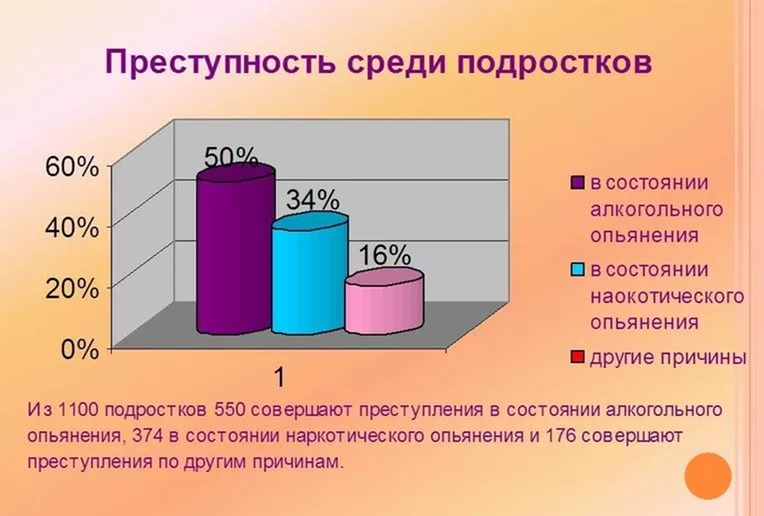 Преступность среди подростков
60%
40%
20%
0%
50%
34%
16%
1
в состоянии
алкогольного
опьянения
в состоянии
наокотического
опьянения
другие причины
Из 1100 подростков 550 совершают преступления в состоянии алкогольного
опьянения, 374 в состоянии наркотического опьянения и 176 совершают
преступления по другим причинам.